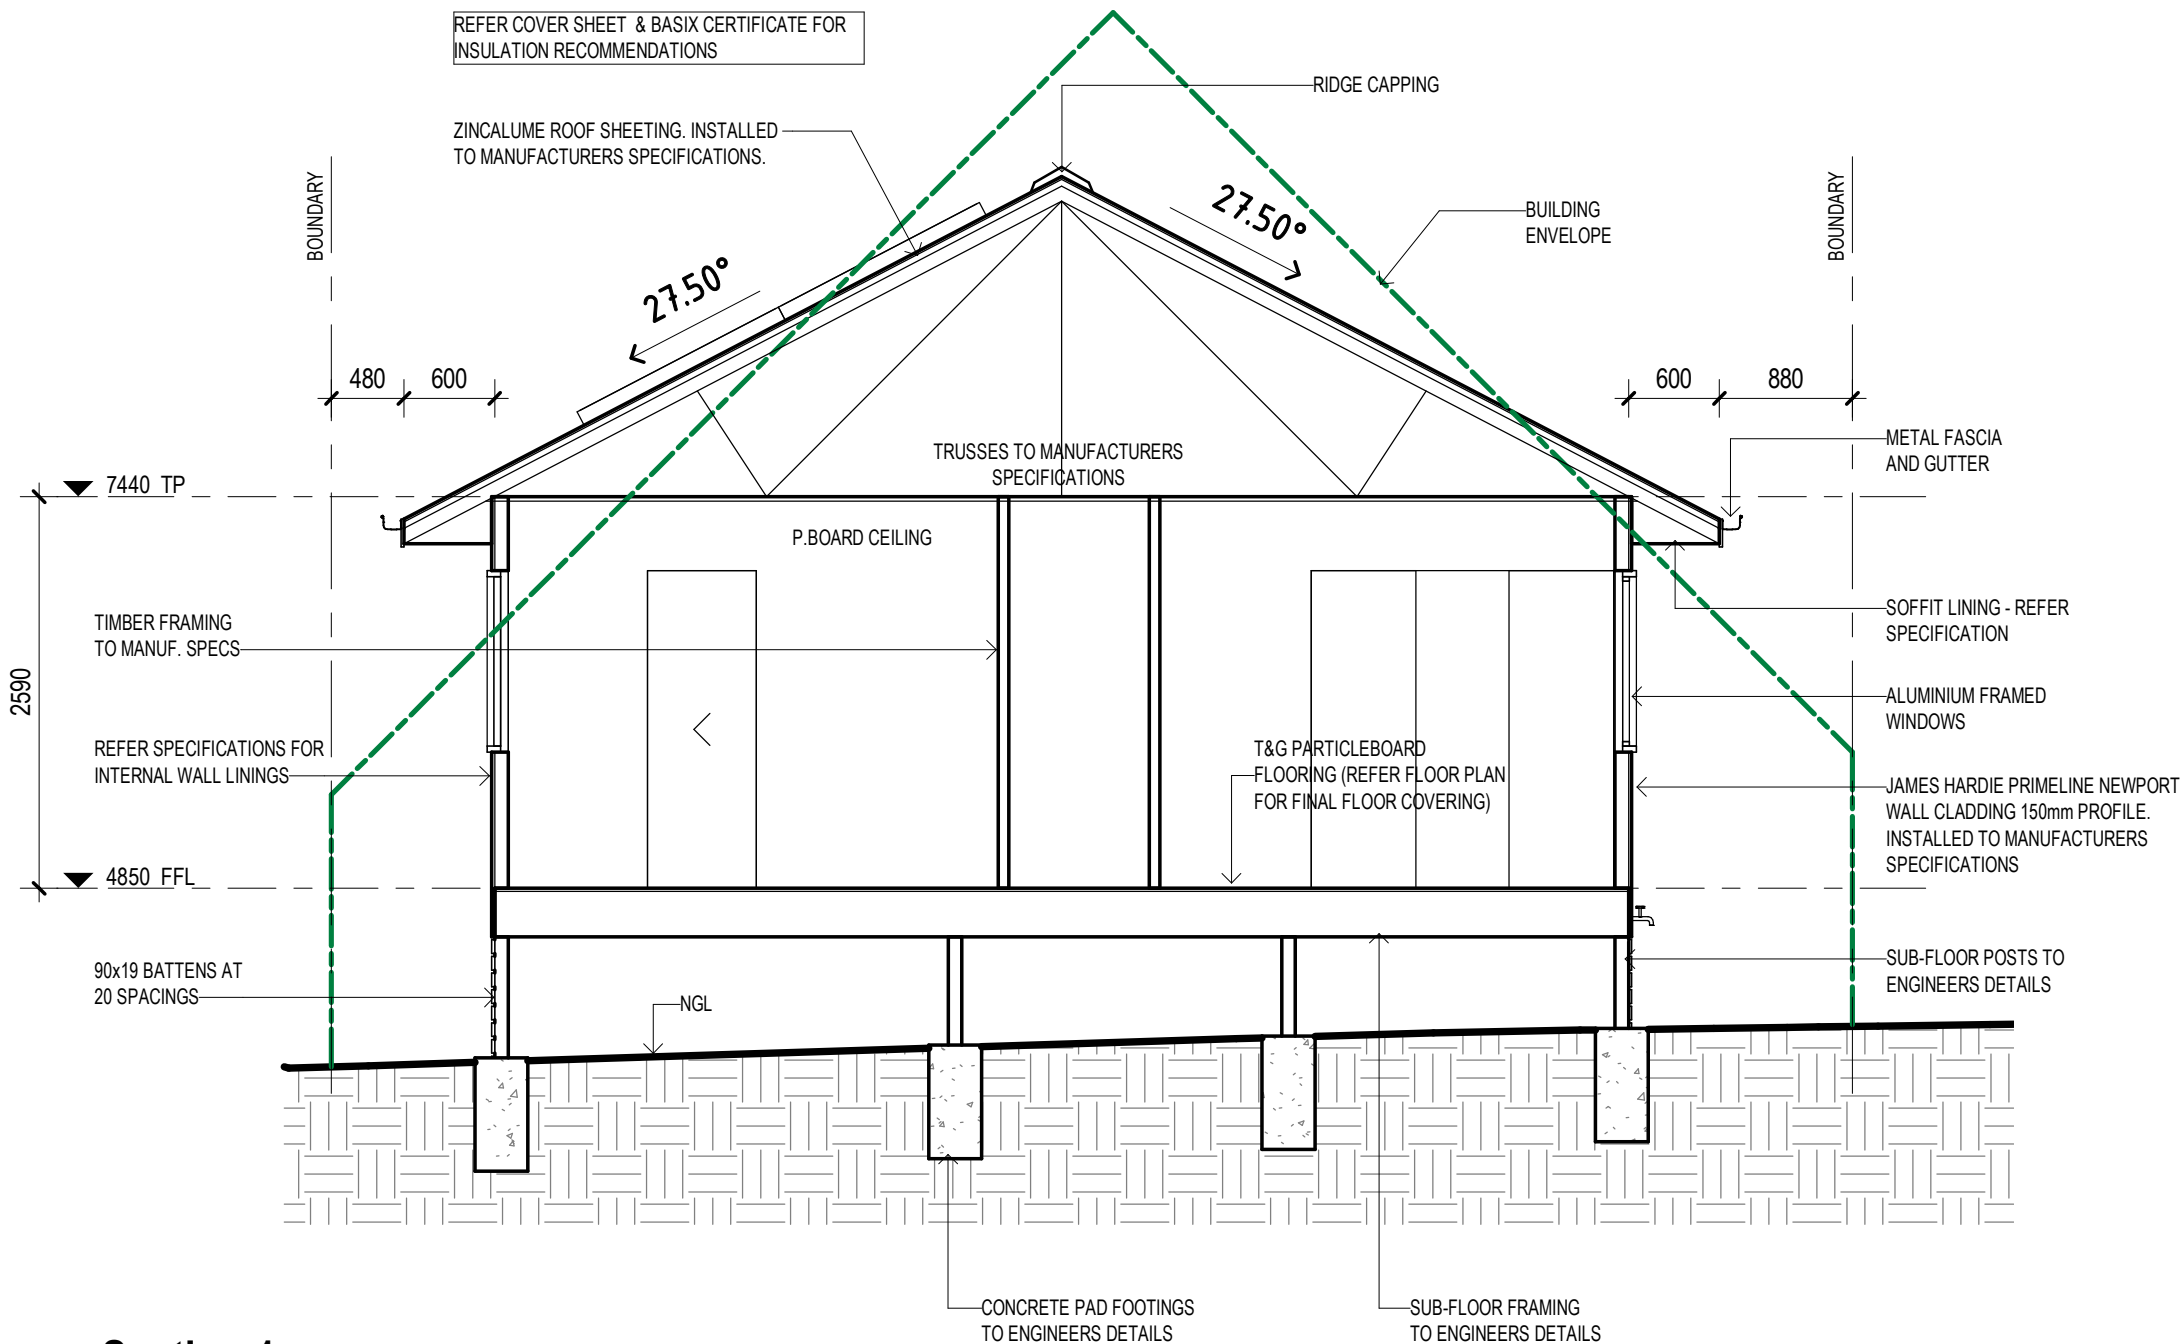 REFER COVER SHEET & BASIX CERTIFICATE FOR
INSULATION RECOMMENDATIONS
RIDGE CAPPING
ZINCALUME ROOF SHEETING. INSTALLED
TO MANUFACTURERS SPECIFICATIONS.
BOUNDARY
BOUNDARY
27.50°
27.50°
BUILDING
ENVELOPE
480
600
600
880
METAL FASCIA
AND GUTTER
TRUSSES TO MANUFACTURERS
SPECIFICATIONS
7440 TP
P.BOARD CEILING
TIMBER FRAMING
TO MANUF. SPECS
SOFFIT LINING - REFER
SPECIFICATION
2590
ALUMINIUM FRAMED
WINDOWS
REFER SPECIFICATIONS FOR
INTERNAL WALL LININGS
T&G PARTICLEBOARD
FLOORING (REFER FLOOR PLAN
FOR FINAL FLOOR COVERING)
JAMES HARDIE PRIMELINE NEWPORT
WALL CLADDING 150mm PROFILE.
INSTALLED TO MANUFACTURERS
SPECIFICATIONS
4850 FFL
90x19 BATTENS AT
20 SPACINGS
NGL
SUB-FLOOR POSTS TO
ENGINEERS DETAILS
CONCRETE PAD FOOTINGS
TO ENGINEERS DETAILS
SUB-FLOOR FRAMING
TO ENGINEERS DETAILS